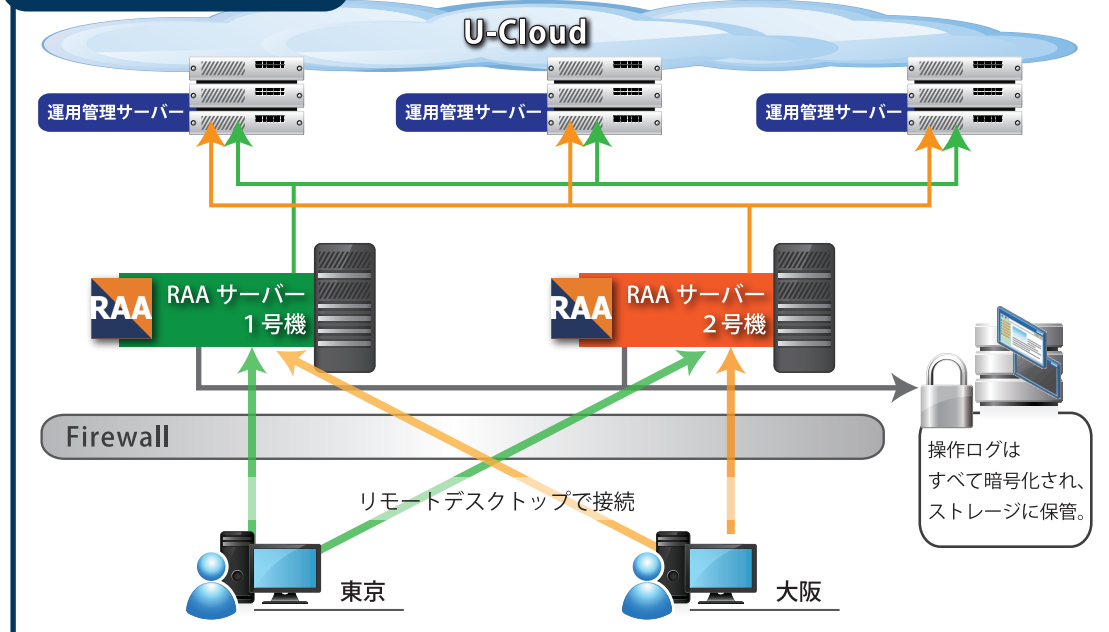 U-Cloud
運用管理サーバー
運用管理サーバー
運用管理サーバー
RAA
RAA サーバー
1号機
RAA
RAA サーバー
2号機
Firewall
操作ログは
すべて暗号化され、
ストレージに保管。
リモートデスクトップで接続
東京
大阪